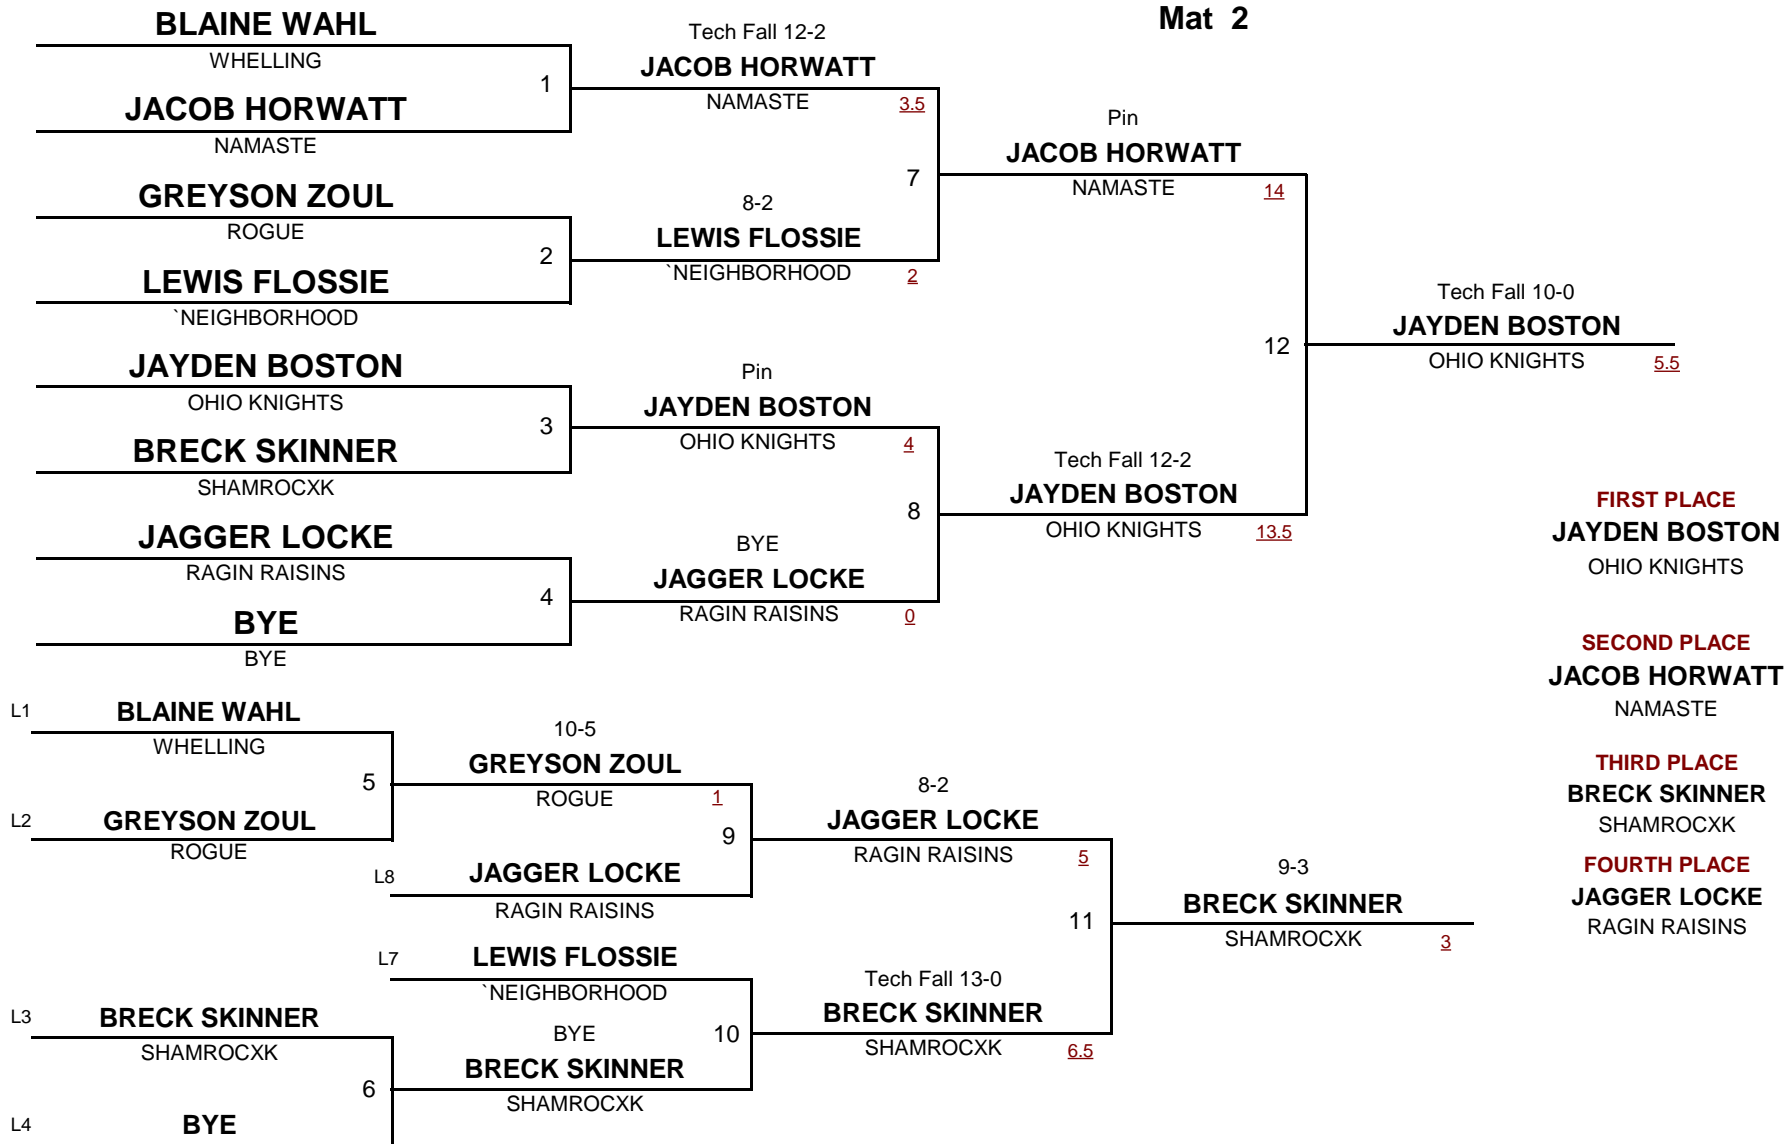 Mat 2
BLAINE WAHL
WHELLING
1
JACOB HORWATT
NAMASTE
GREYSON ZOUL
ROGUE
2
LEWIS FLOSSIE
`NEIGHBORHOOD
JAYDEN BOSTON
OHIO KNIGHTS
3
BRECK SKINNER
SHAMROCXK
JAGGER LOCKE
RAGIN RAISINS
4
BYE
BYE
Tech Fall 12-2
JACOB HORWATT
NAMASTE 3.5
7
8-2
LEWIS FLOSSIE
`NEIGHBORHOOD 2
Pin
JAYDEN BOSTON
OHIO KNIGHTS 4
8
BYE
JAGGER LOCKE
RAGIN RAISINS 0
Pin
JACOB HORWATT
NAMASTE 14
12
Tech Fall 12-2
JAYDEN BOSTON
OHIO KNIGHTS 13.5
Tech Fall 10-0
JAYDEN BOSTON
OHIO KNIGHTS 5.5
FIRST PLACE
JAYDEN BOSTON
OHIO KNIGHTS
SECOND PLACE
JACOB HORWATT
NAMASTE
THIRD PLACE
BRECK SKINNER
SHAMROCXK
FOURTH PLACE
JAGGER LOCKE
RAGIN RAISINS
L1 BLAINE WAHL
WHELLING
5
L2 GREYSON ZOUL
ROGUE
L3 BRECK SKINNER
SHAMROCXK
6
L4 BYE
10-5
GREYSON ZOUL
ROGUE 1
9
L8 JAGGER LOCKE
RAGIN RAISINS
L7 LEWIS FLOSSIE
`NEIGHBORHOOD
10
BYE
BRECK SKINNER
SHAMROCXK
8-2
JAGGER LOCKE
RAGIN RAISINS 5
11
Tech Fall 13-0
BRECK SKINNER
SHAMROCXK 6.5
9-3
BRECK SKINNER
SHAMROCXK 3